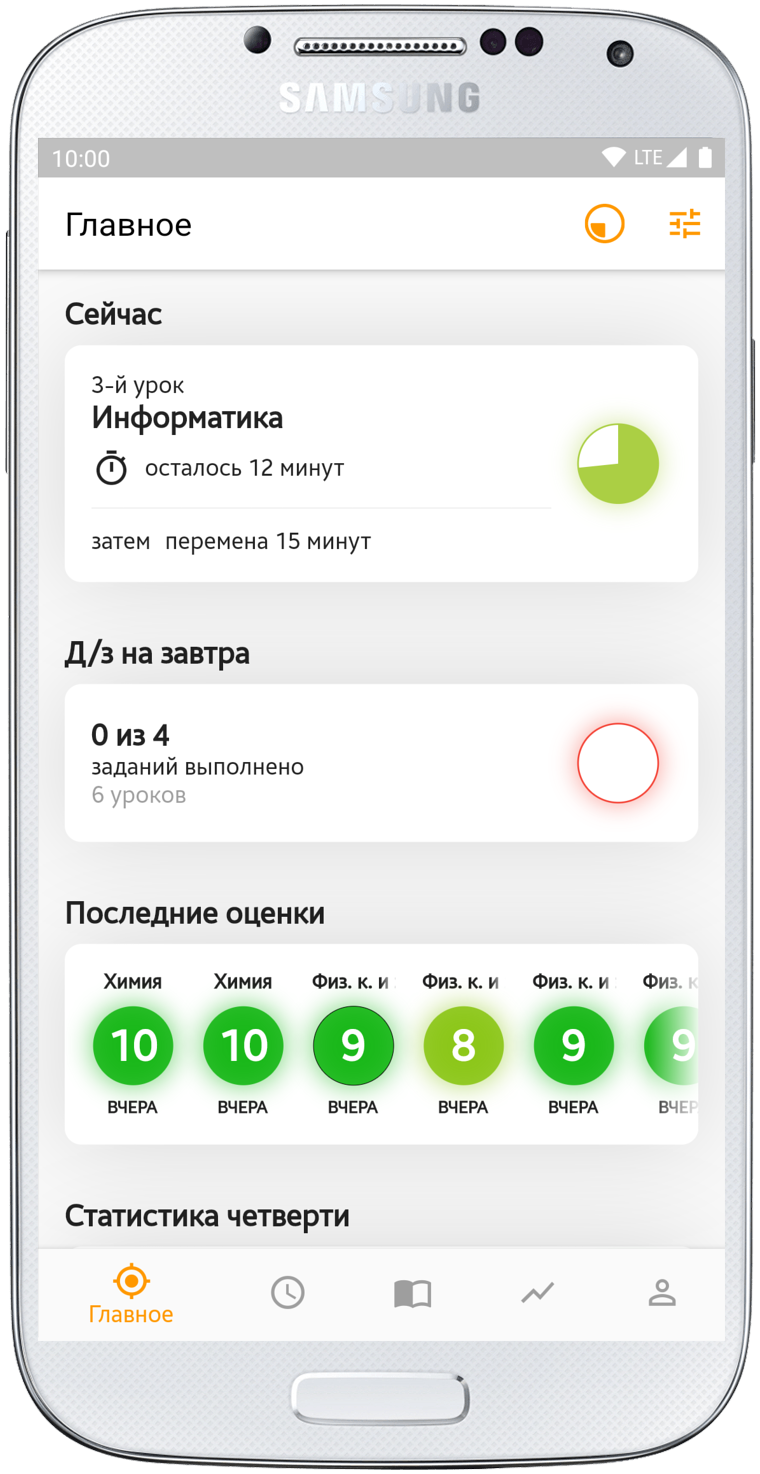 SAMSUNG
10:00 LTE
Главное
Сейчас
3-й урок
Информатика
осталось 12 минут
затем перемена 15 минут
Д/з на завтра
0 из 4
заданий выполнено
6 уроков
Последние оценки
Химия Химия Физ. к. и Физ. к. и Физ. к. и Физ. к
10 10 9 8 9 9
ВЧЕРА ВЧЕРА ВЧЕРА ВЧЕРА ВЧЕРА ВЧЕР
Статистика четверти
Главное